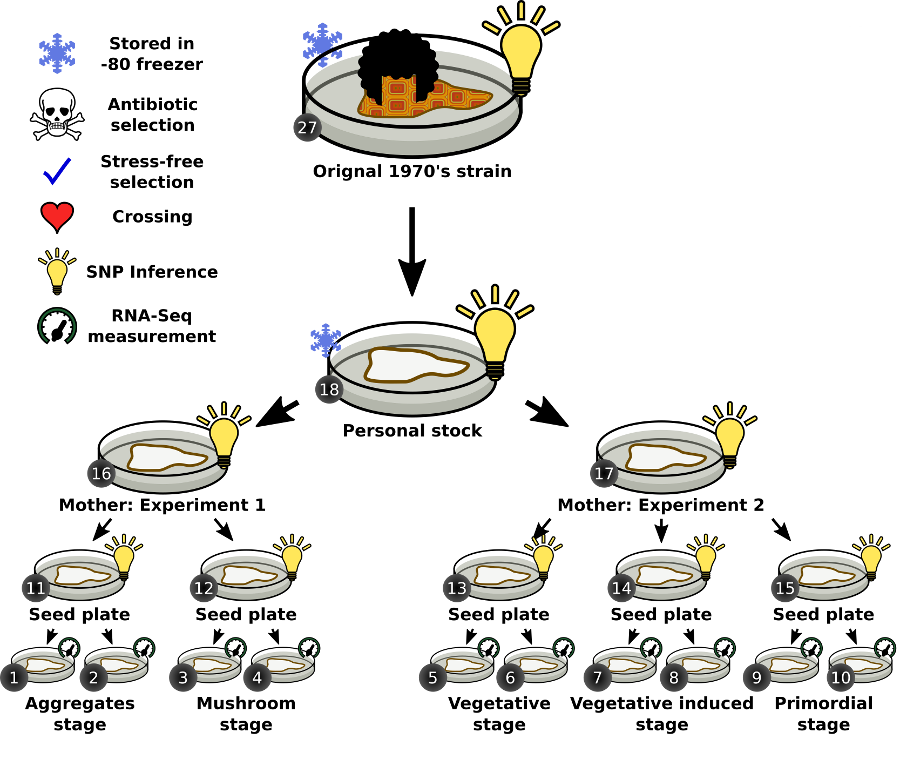 Stored in
-80 freezer
Antibiotic
selection
Stress-free
selection
Crossing
SNP Inference
RNA-Seq
measurement
27
Orignal 1970's strain
18
Personal stock
16
Mother: Experiment 1
17
Mother: Experiment 2
11
Seed plate
12
Seed plate
13
Seed plate
14
Seed plate
15
Seed plate
1
2
Aggregates
stage
3
4
Mushroom
stage
5
6
Vegetative
stage
7
8
Vegetative induced
stage
9
10
Primordial
stage